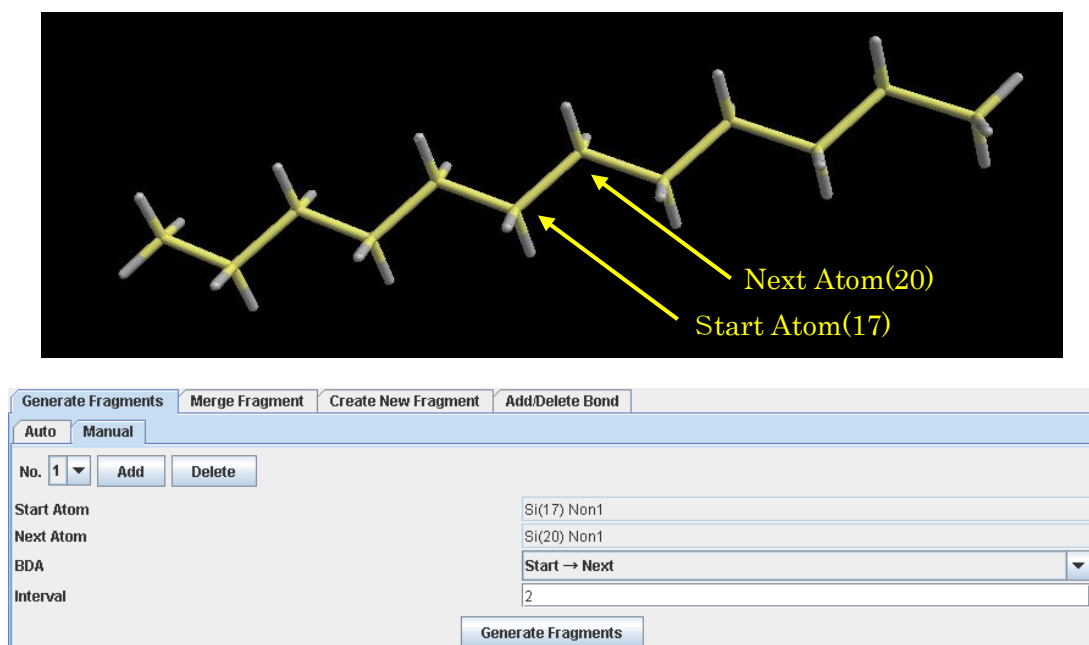 Next Atom(20)
Start Atom(17)
Generate Fragments Merge Fragment Create New Fragment Add/Delete Bond
Auto Manual
No. 1 Add Delete
Start Atom Si(17) Non1
Next Atom Si(20) Non1
BDA Start → Next
Interval 2
Generate Fragments